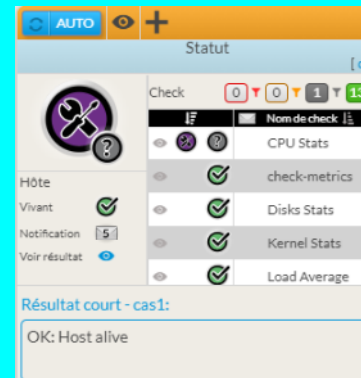 AUTO
Statut
[
Check 0 0 1 13
Nom de check
CPU Stats
Hôte
check-metrics
Vivant
Disks Stats
Notification 5
Kernel Stats
Voir résultat
Load Average
Résultat court - cas1:
OK: Host alive